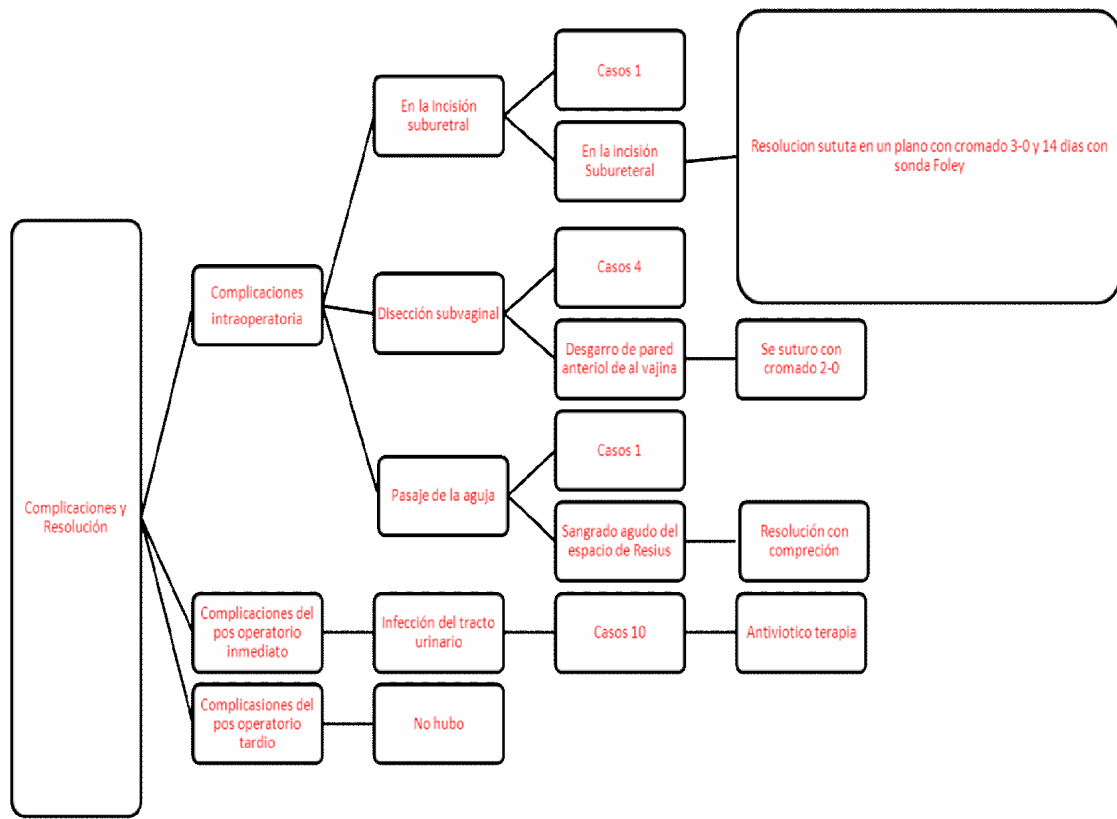 Complicaciones y
Resolución
Complicaciones
intraoperatoria
En la Incisión
suburetral
Casos 1
En la incisión
Subureteral
Resolucion sututa en un plano con cromado 3-0 y 14 dias con
sonda Foley
Disección subvaginal
Casos 4
Desgarro de pared
anteriol de al vajina
Se suturo con
cromado 2-0
Pasaje de la aguja
Casos 1
Sangrado agudo del
espacio de Resius
Resolución con
compreción
Complicaciones del
pos operatorio
inmediato
Infección del tracto
urinario
Casos 10
Antiviotico terapia
Complicasiones del
pos operatorio
tardio
No hubo